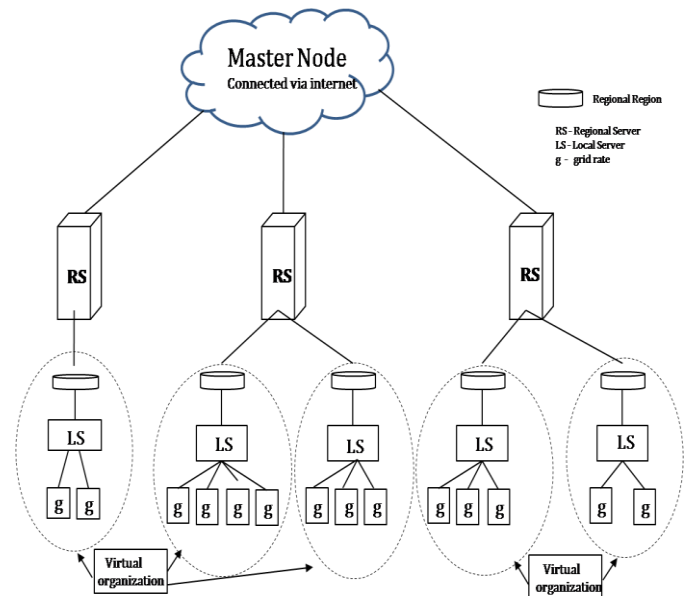 Master Node
Connected via internet
Regional Region
RS - Regional Server
LS - Local Server
g - grid rate
RS
RS
RS
LS
LS
LS
LS
LS
g g
g g g g
g g g
g g g
g g
Virtual
organization
Virtual
organization